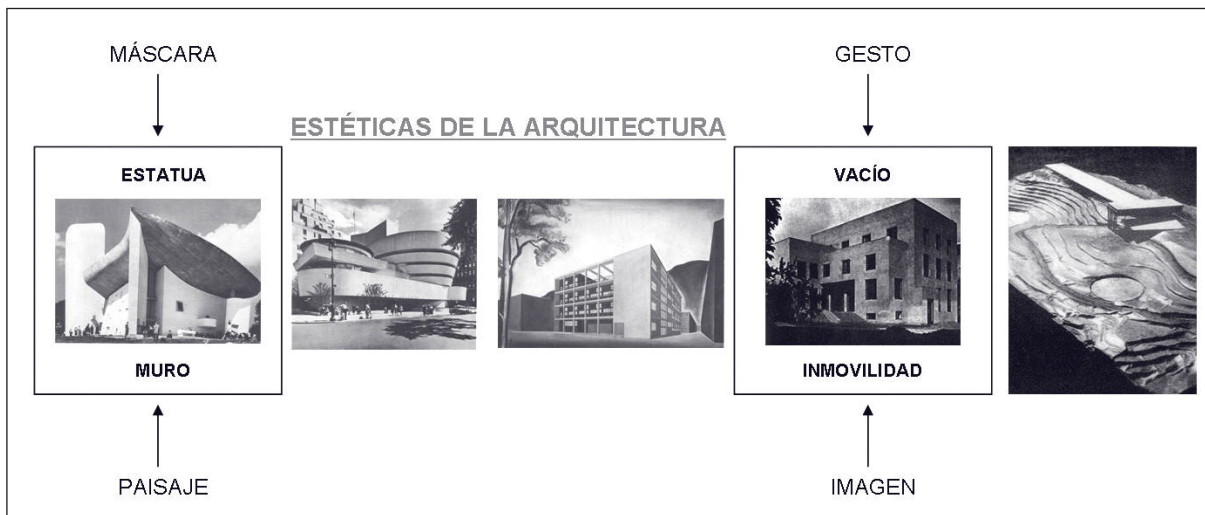 MÁSCARA
GESTO
ESTÉTICAS DE LA ARQUITECTURA
ESTATUA
VACÍO
MURO
INMOVILIDAD
PAISAJE
IMAGEN